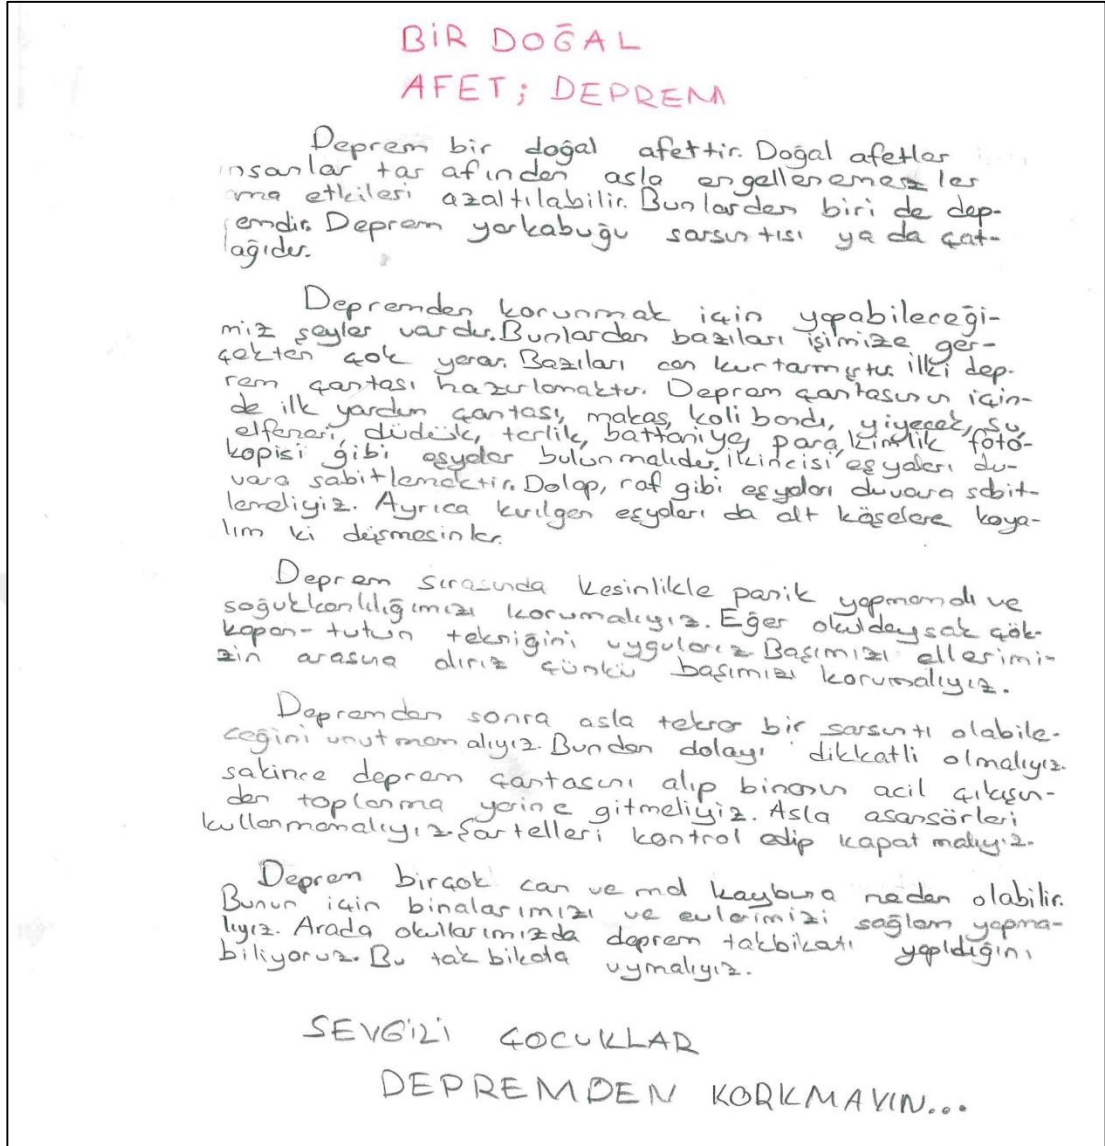 BİR DOĞAL
AFET; DEPREM
Deprem bir doğal afettir. Doğal afetler
insanlar tarafından asla engellenemezler
ma etkileri azaltılabilir. Bunlardan biri de dep-
emdir. Deprem yerkabuğu sarsıntısı ya da çat-
lağıdır.
Depremden korunmak için yapabileceği-
miz şeyler vardır. Bunlardan bazıları işimize ger-
çekten çok yarar. Bazıları can kurtarmıştır. İlki dep-
rem çantası hazırlamaktır. Deprem çantasının için-
de ilk yardım çantası, makas, koli bandı, yiyecek, su,
elfeneri, düdük, terlik, battaniye, para, kimlik foto-
kopisi gibi eşyalar bulunmalıdır. İkincisi eşyaları du-
vara sabitlemektir. Dolap, raf gibi eşyaları duvara sabit-
lemeliyiz. Ayrıca kırılgan eşyaları da alt köşelere koya-
lım ki düşmesinler.
Deprem sırasında kesinlikle panik yapmamalı ve
soğukkanlılığımızı korumalıyız. Eğer okuldaysak çök-
kapan-tutun tekniğini uygularız. Başımızı ellerimi-
zin arasına alırız çünkü başımızı korumalıyız.
Depremden sonra asla tekrar bir sarsıntı olabile-
ceğini unutmamalıyız. Bundan dolayı dikkatli olmalıyız.
sakince deprem çantasını alıp binanın acil çıkışın-
dan toplanma yerine gitmeliyiz. Asla asansörleri
kullanmamalıyız. Şartelleri kontrol edip kapatmalıyız.
Deprem birçok can ve mal kaybına neden olabilir.
Bunun için binalarımızı ve evlerimizi sağlam yapma-
lıyız. Arada okullarımızda deprem takbikatı yapıldığını
biliyoruz. Bu takbikata uymalıyız.
SEVGİLİ ÇOCUKLAR
DEPREMDEN KORKMAYIN...